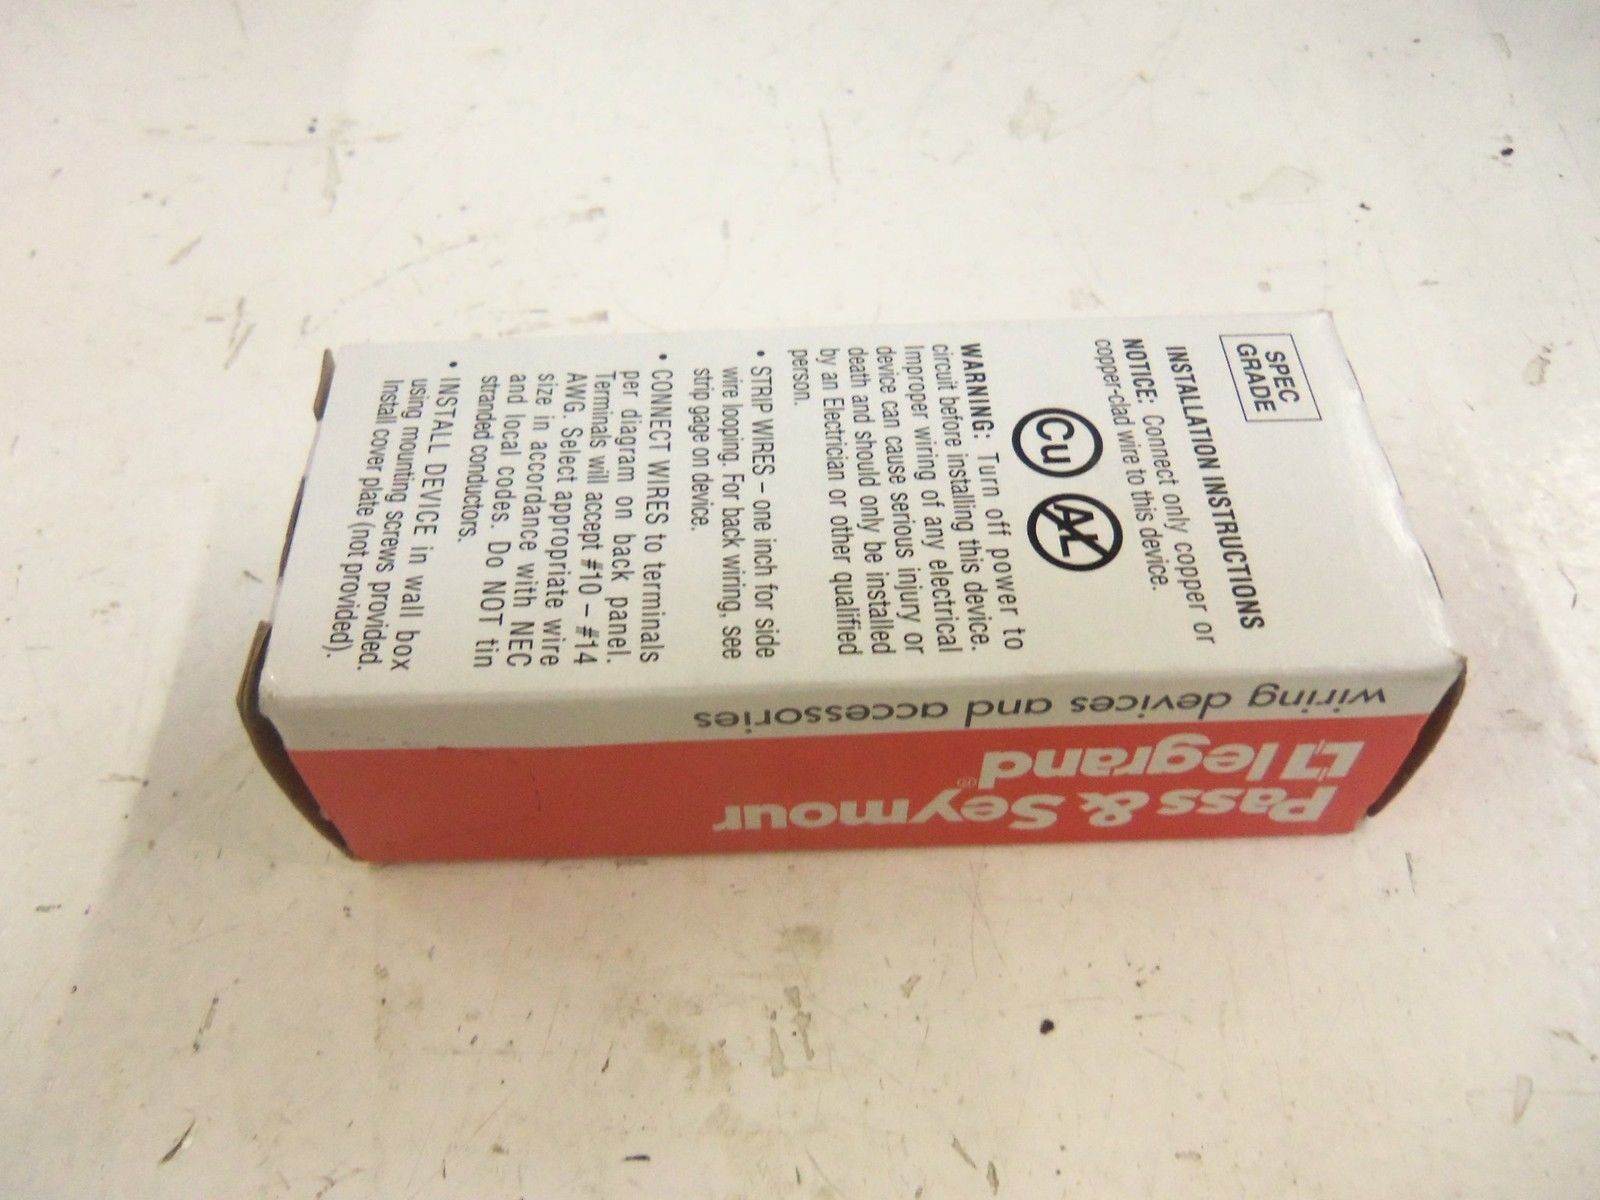 SPEC
GRADE
INSTALLATION INSTRUCTIONS
NOTICE: Connect only copper or
copper-clad wire to this device.
Cu AL
WARNING: Turn off power to
circuit before installing this device.
Improper wiring of any electrical
device can cause serious injury or
death and should only be installed
by an Electrician or other qualified
person.
• STRIP WIRES – one inch for side
wire looping. For back wiring, see
strip gage on device.
• CONNECT WIRES to terminals
per diagram on back panel.
Terminals will accept #10 – #14
AWG. Select appropriate wire
size in accordance with NEC
and local codes. Do NOT tin
stranded conductors.
• INSTALL DEVICE in wall box
using mounting screws provided.
Install cover plate (not provided).
Pass & Seymour
legrand®
wiring devices and accessories